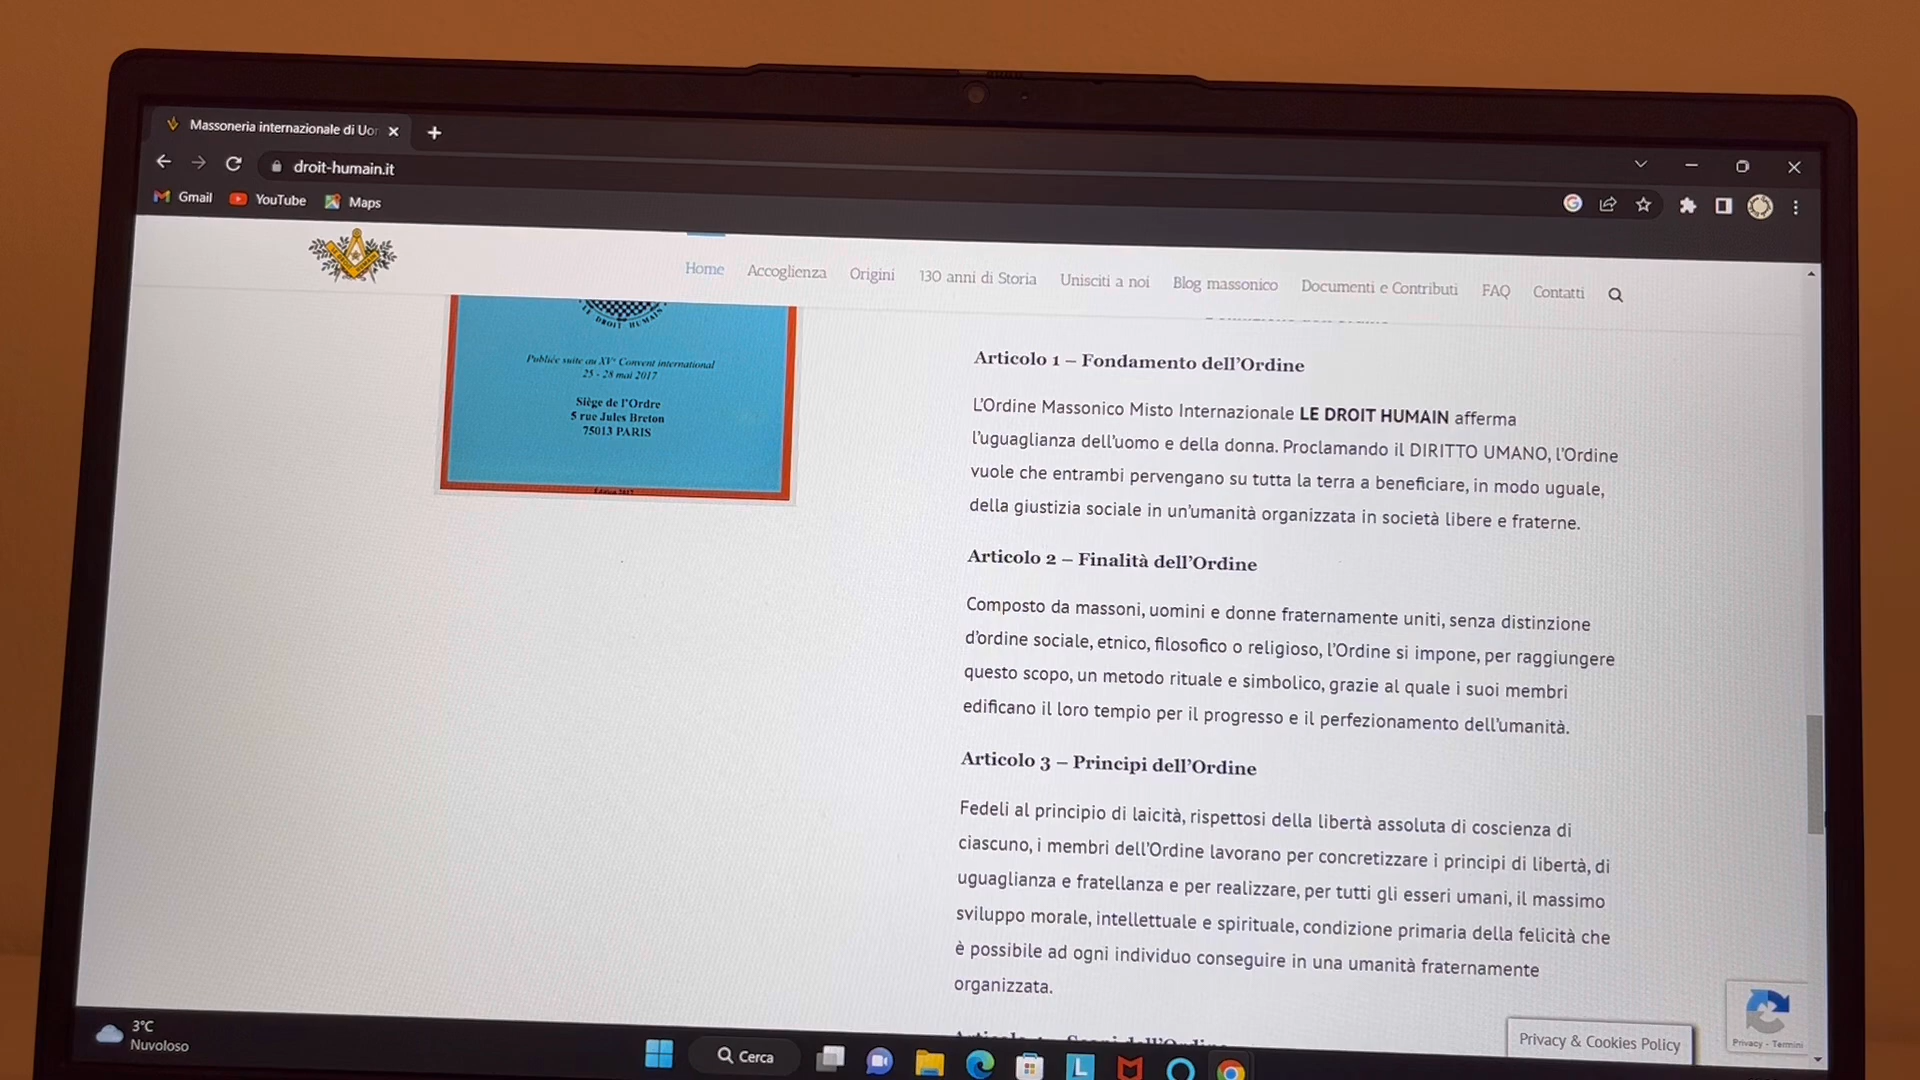 Massoneria internazionale di Uor
droit-humain.it
Gmail YouTube Maps
Home Accoglienza Origini 130 anni di Storia Unisciti a noi Blog massonico Documenti e Contributi FAQ Contatti
LE DROIT HUMAIN
Publiée suite au XVᵉ Convent international
25 - 28 mai 2017
Siège de l'Ordre
5 rue Jules Breton
75013 PARIS
Edition 2017
Articolo 1 – Fondamento dell'Ordine
L'Ordine Massonico Misto Internazionale LE DROIT HUMAIN afferma
l'uguaglianza dell'uomo e della donna. Proclamando il DIRITTO UMANO, l'Ordine
vuole che entrambi pervengano su tutta la terra a beneficiare, in modo uguale,
della giustizia sociale in un'umanità organizzata in società libere e fraterne.
Articolo 2 – Finalità dell'Ordine
Composto da massoni, uomini e donne fraternamente uniti, senza distinzione
d'ordine sociale, etnico, filosofico o religioso, l'Ordine si impone, per raggiungere
questo scopo, un metodo rituale e simbolico, grazie al quale i suoi membri
edificano il loro tempio per il progresso e il perfezionamento dell'umanità.
Articolo 3 – Principi dell'Ordine
Fedeli al principio di laicità, rispettosi della libertà assoluta di coscienza di
ciascuno, i membri dell'Ordine lavorano per concretizzare i principi di libertà, di
uguaglianza e fratellanza e per realizzare, per tutti gli esseri umani, il massimo
sviluppo morale, intellettuale e spirituale, condizione primaria della felicità che
è possibile ad ogni individuo conseguire in una umanità fraternamente
organizzata.
Privacy & Cookies Policy
Privacy - Termini
3°C
Nuvoloso
Cerca